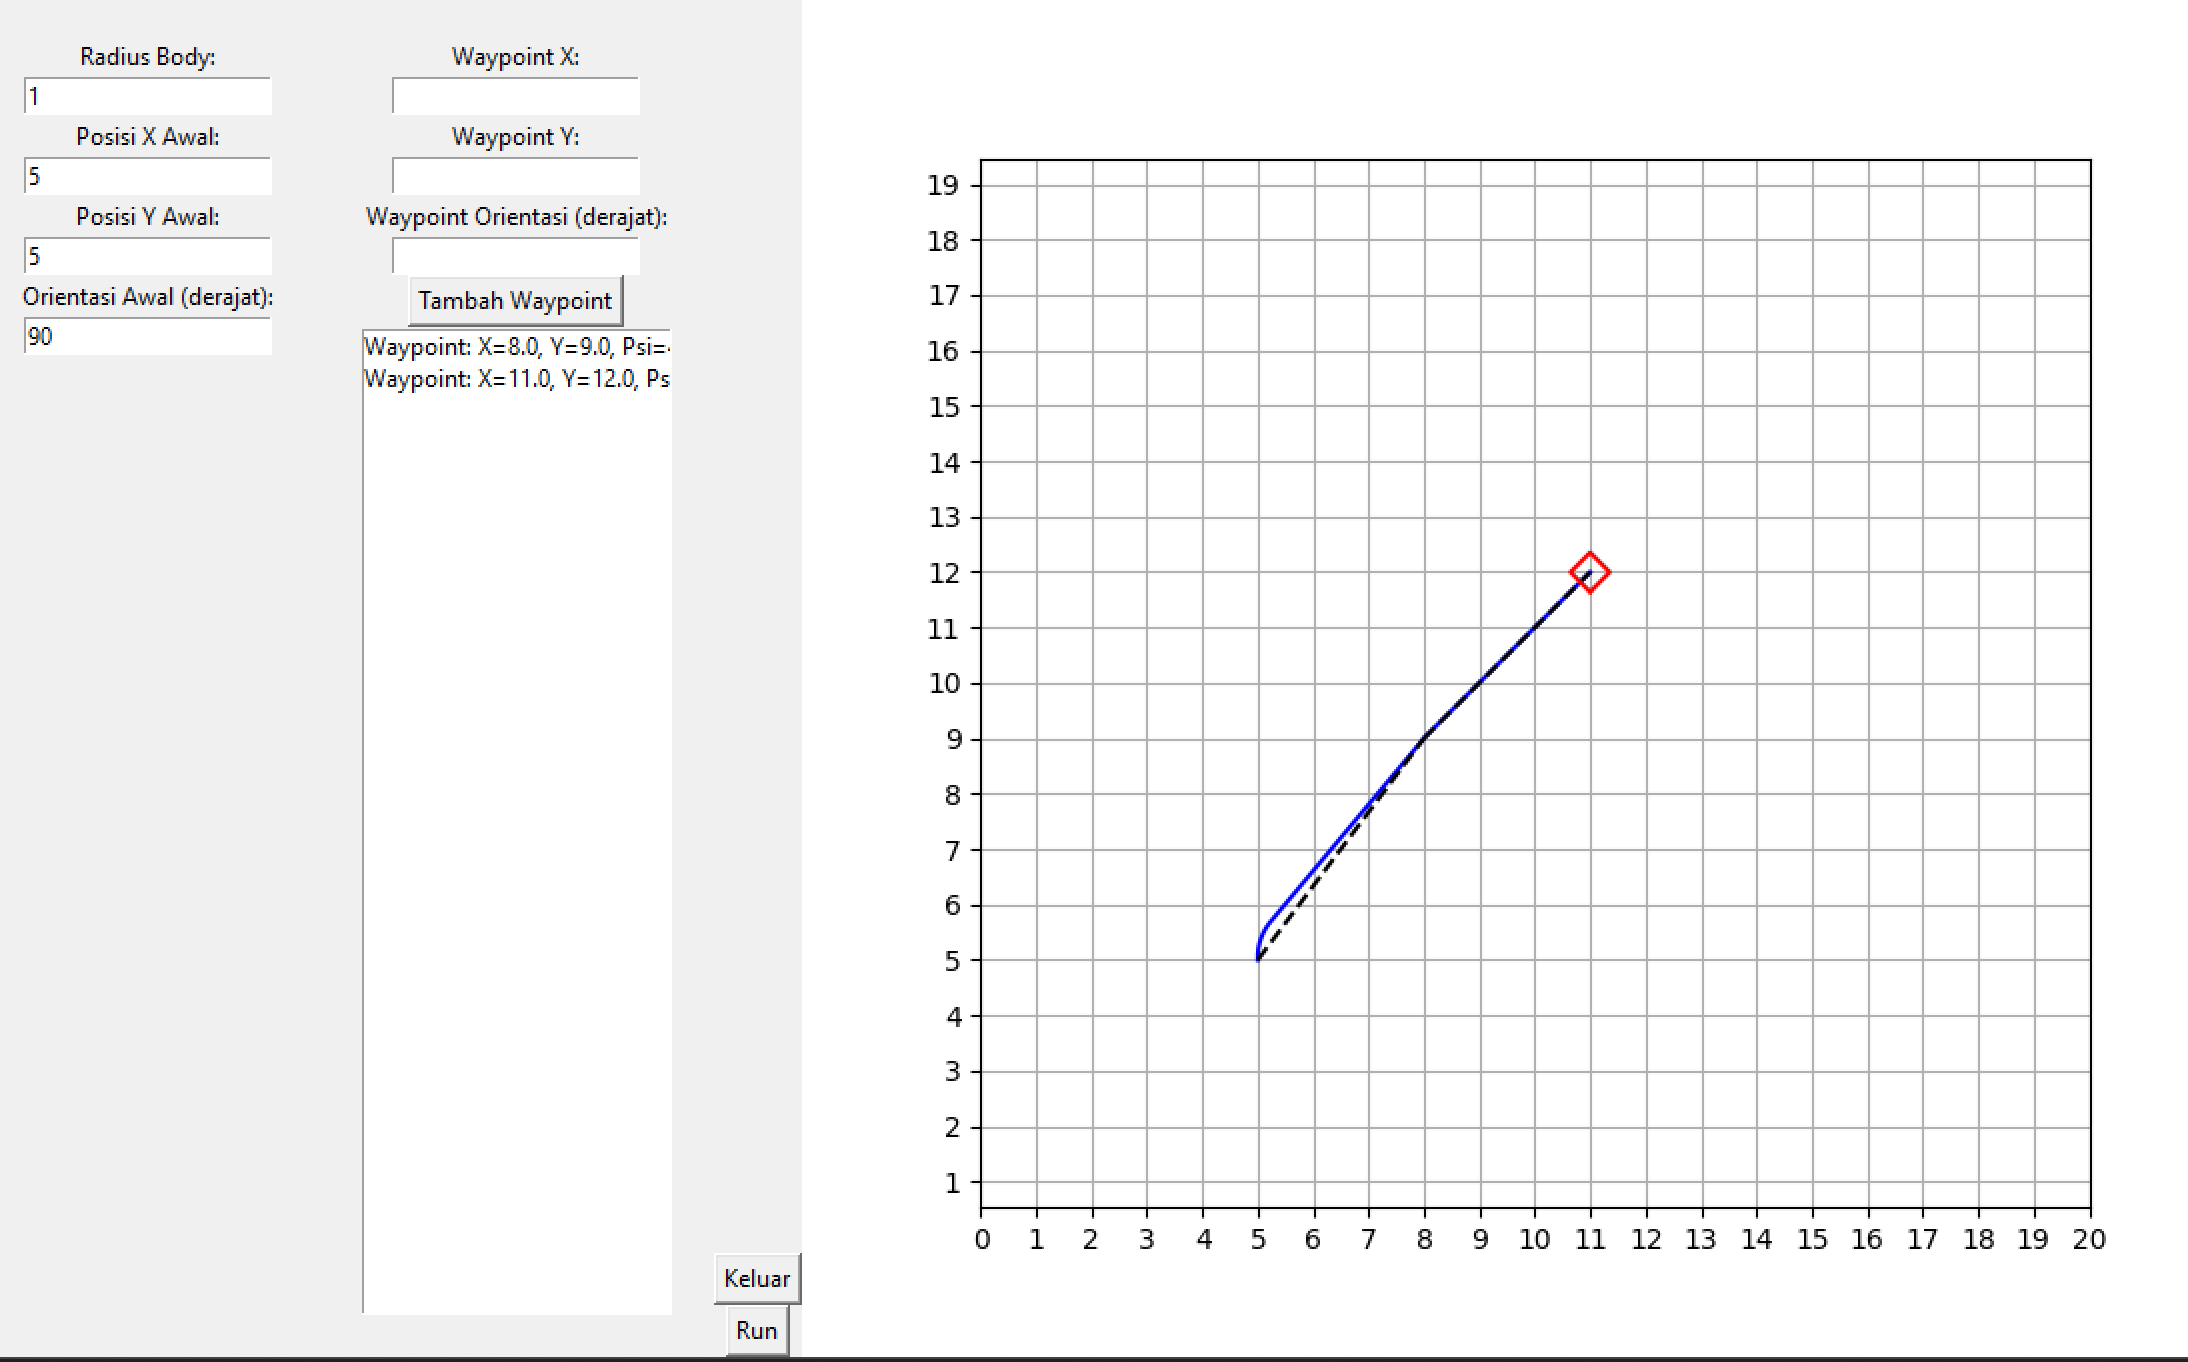 Radius Body:
1
Posisi X Awal:
5
Posisi Y Awal:
5
Orientasi Awal (derajat):
90
Waypoint X:
Waypoint Y:
Waypoint Orientasi (derajat):
Tambah Waypoint
Waypoint: X=8.0, Y=9.0, Psi=
Waypoint: X=11.0, Y=12.0, Ps
Keluar
Run
19
18
17
16
15
14
13
12
11
10
9
8
7
6
5
4
3
2
1
0 1 2 3 4 5 6 7 8 9 10 11 12 13 14 15 16 17 18 19 20